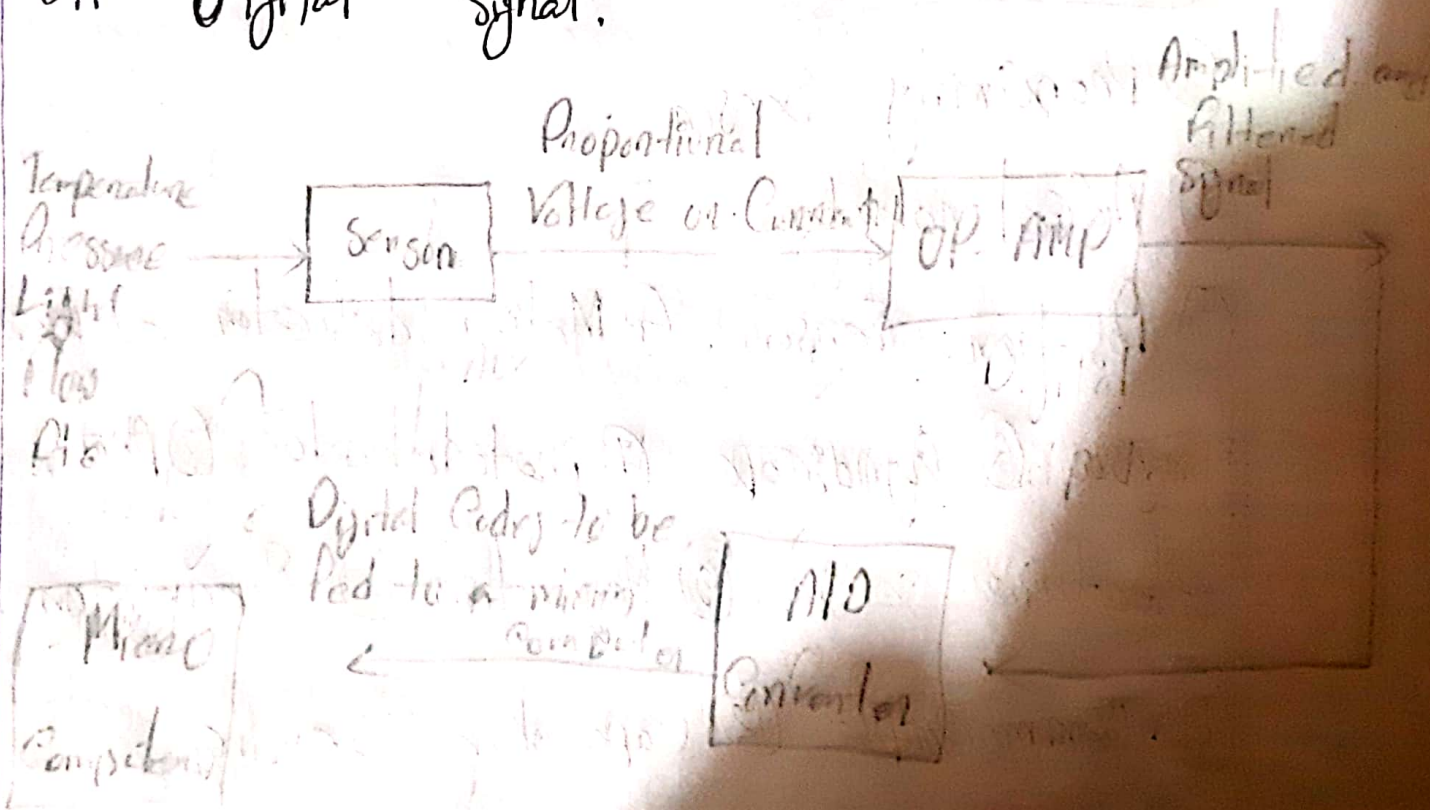 Digital signal.
Temperature
Pressure
Light
Flow
Sensor
Proportional
Voltage or Current
OP AMP
Amplified and
Filtered
Signal
Digital Codes to be
Fed to a micro
computer
A/D
Converter
Micro
Computer